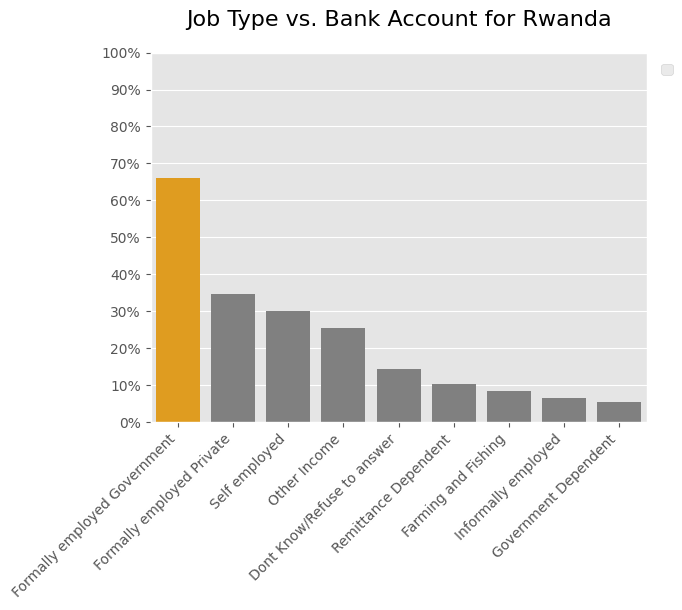 Job Type vs. Bank Account for Rwanda
100%
90%
80%
70%
60%
50%
40%
30%
20%
10%
0%
Formally employed Government
Formally employed Private
Self employed
Other Income
Dont Know/Refuse to answer
Remittance Dependent
Farming and Fishing
Informally employed
Government Dependent